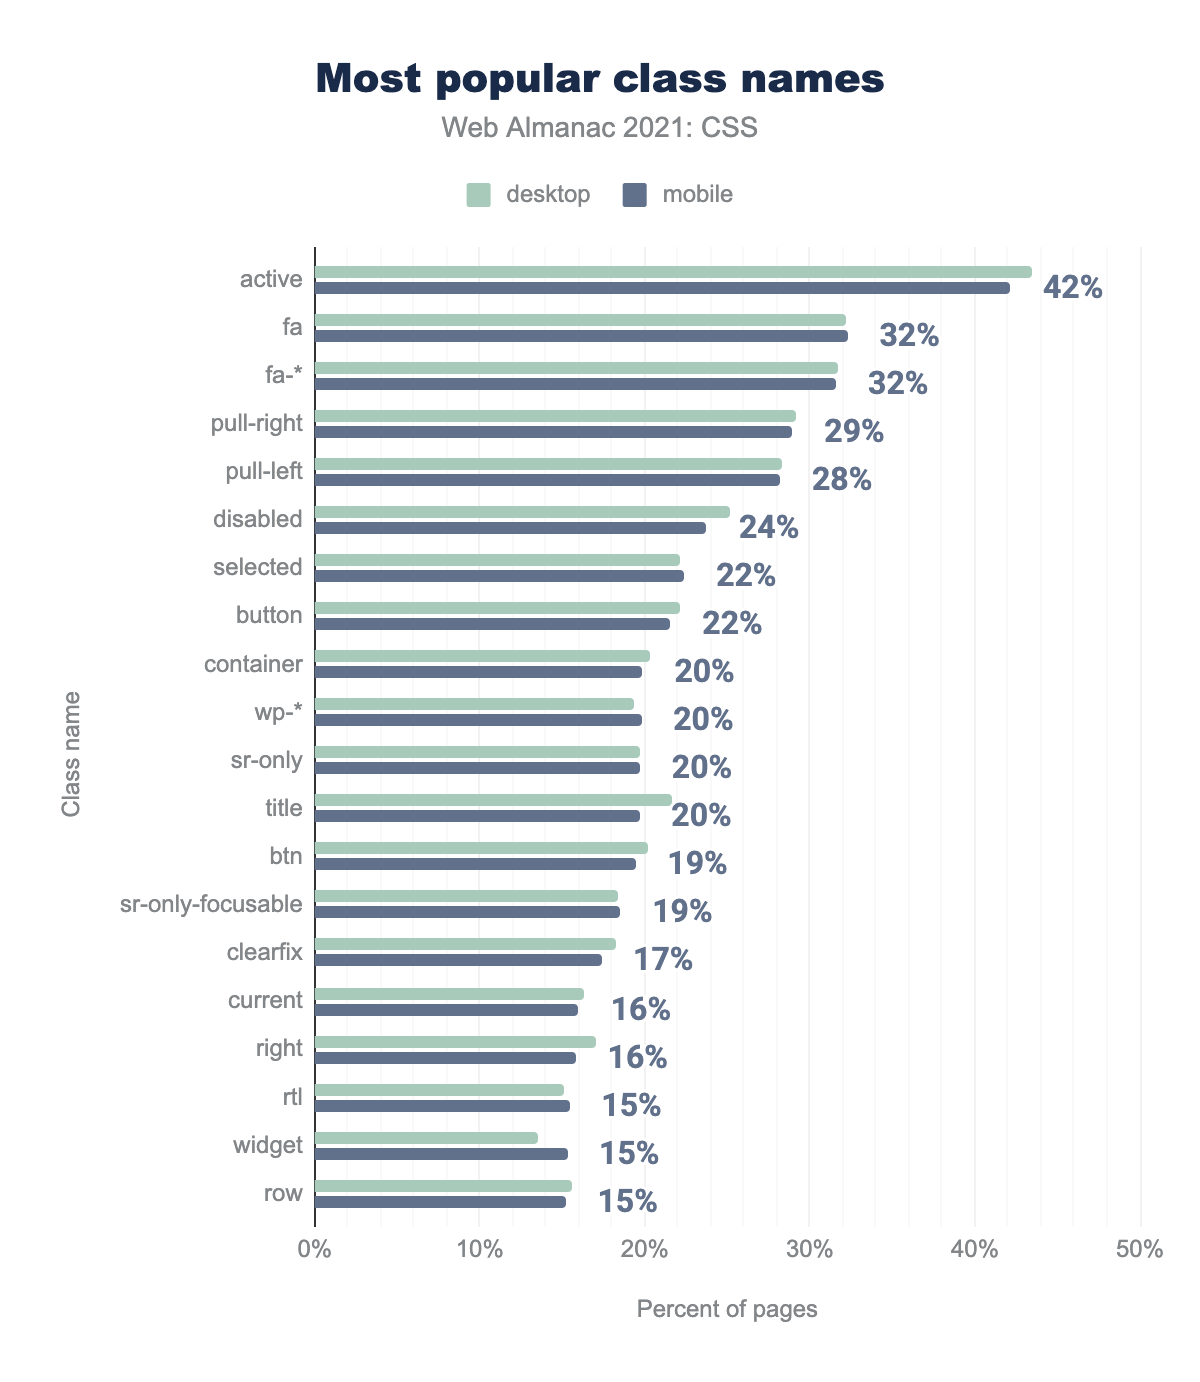 Most popular class names
Web Almanac 2021: CSS
desktop
mobile
active
42%
fa
32%
fa-*
32%
pull-right
29%
pull-left
28%
disabled
24%
selected
22%
button
22%
container
20%
wp-*
20%
sr-only
20%
title
20%
btn
19%
sr-only-focusable
19%
clearfix
17%
current
16%
right
16%
rtl
15%
widget
15%
row
15%
Class name
0%
10%
20%
30%
40%
50%
Percent of pages